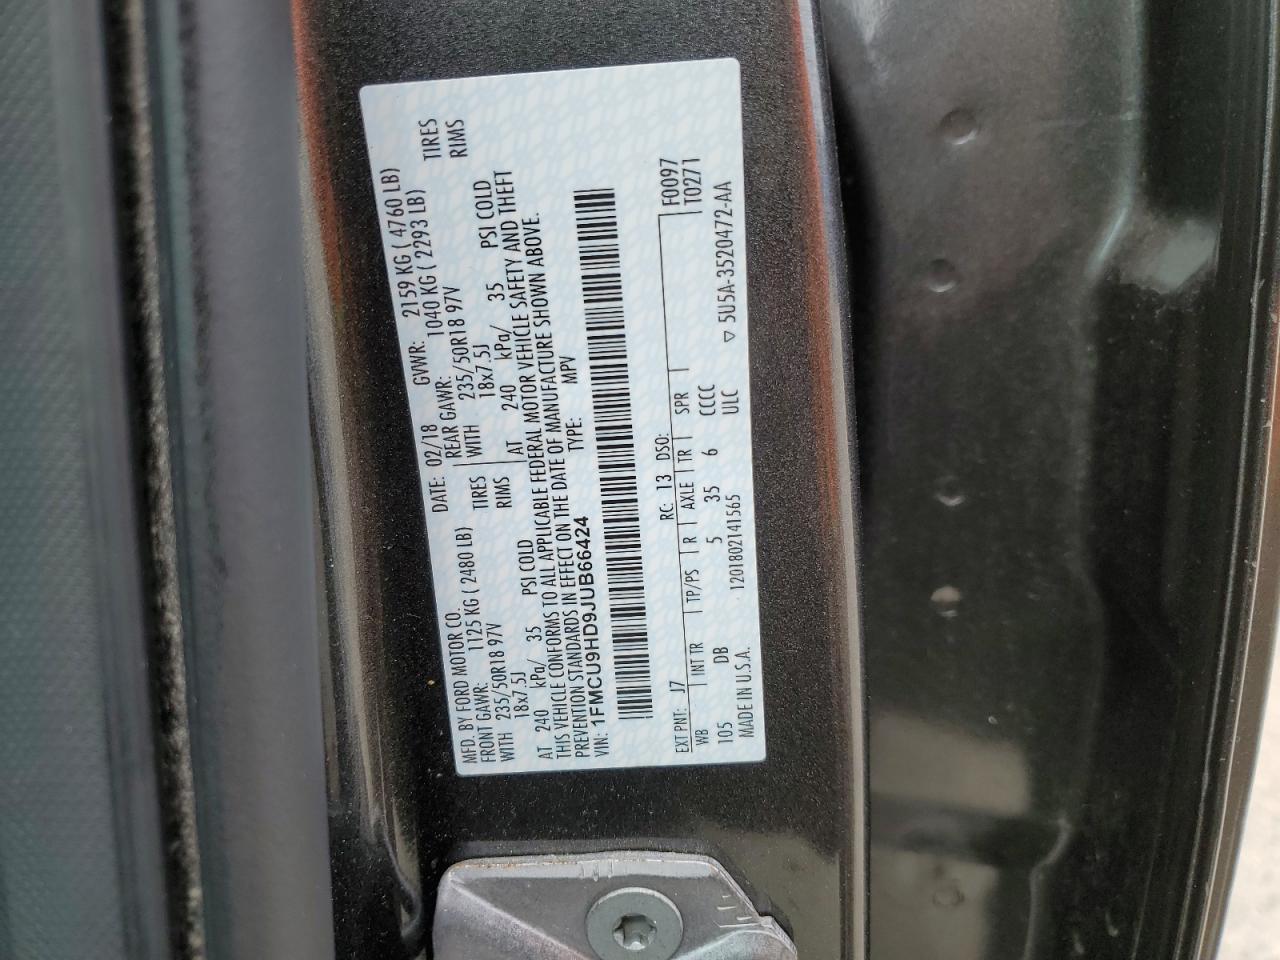 MFD. BY FORD MOTOR CO. DATE: 02/18 GVWR: 2159 KG ( 4760 LB)
FRONT GAWR: 1125 KG ( 2480 LB) REAR GAWR: 1040 KG ( 2293 LB)
WITH 235/50R18 97V TIRES WITH 235/50R18 97V TIRES
18x7.5J RIMS 18x7.5J RIMS
AT 240 kPa/ 35 PSI COLD AT 240 kPa/ 35 PSI COLD
THIS VEHICLE CONFORMS TO ALL APPLICABLE FEDERAL MOTOR VEHICLE SAFETY AND THEFT
PREVENTION STANDARDS IN EFFECT ON THE DATE OF MANUFACTURE SHOWN ABOVE.
VIN: 1FMCU9HD9JUB66424 TYPE: MPV
EXT PNT: J7 RC: 13 DSO: F0097
WB INT TR TP/PS R AXLE TR SPR T0271
105 DB 5 35 6 CCCC
MADE IN U.S.A. 1201802141565 ULC ▽ 5U5A-3520472-AA